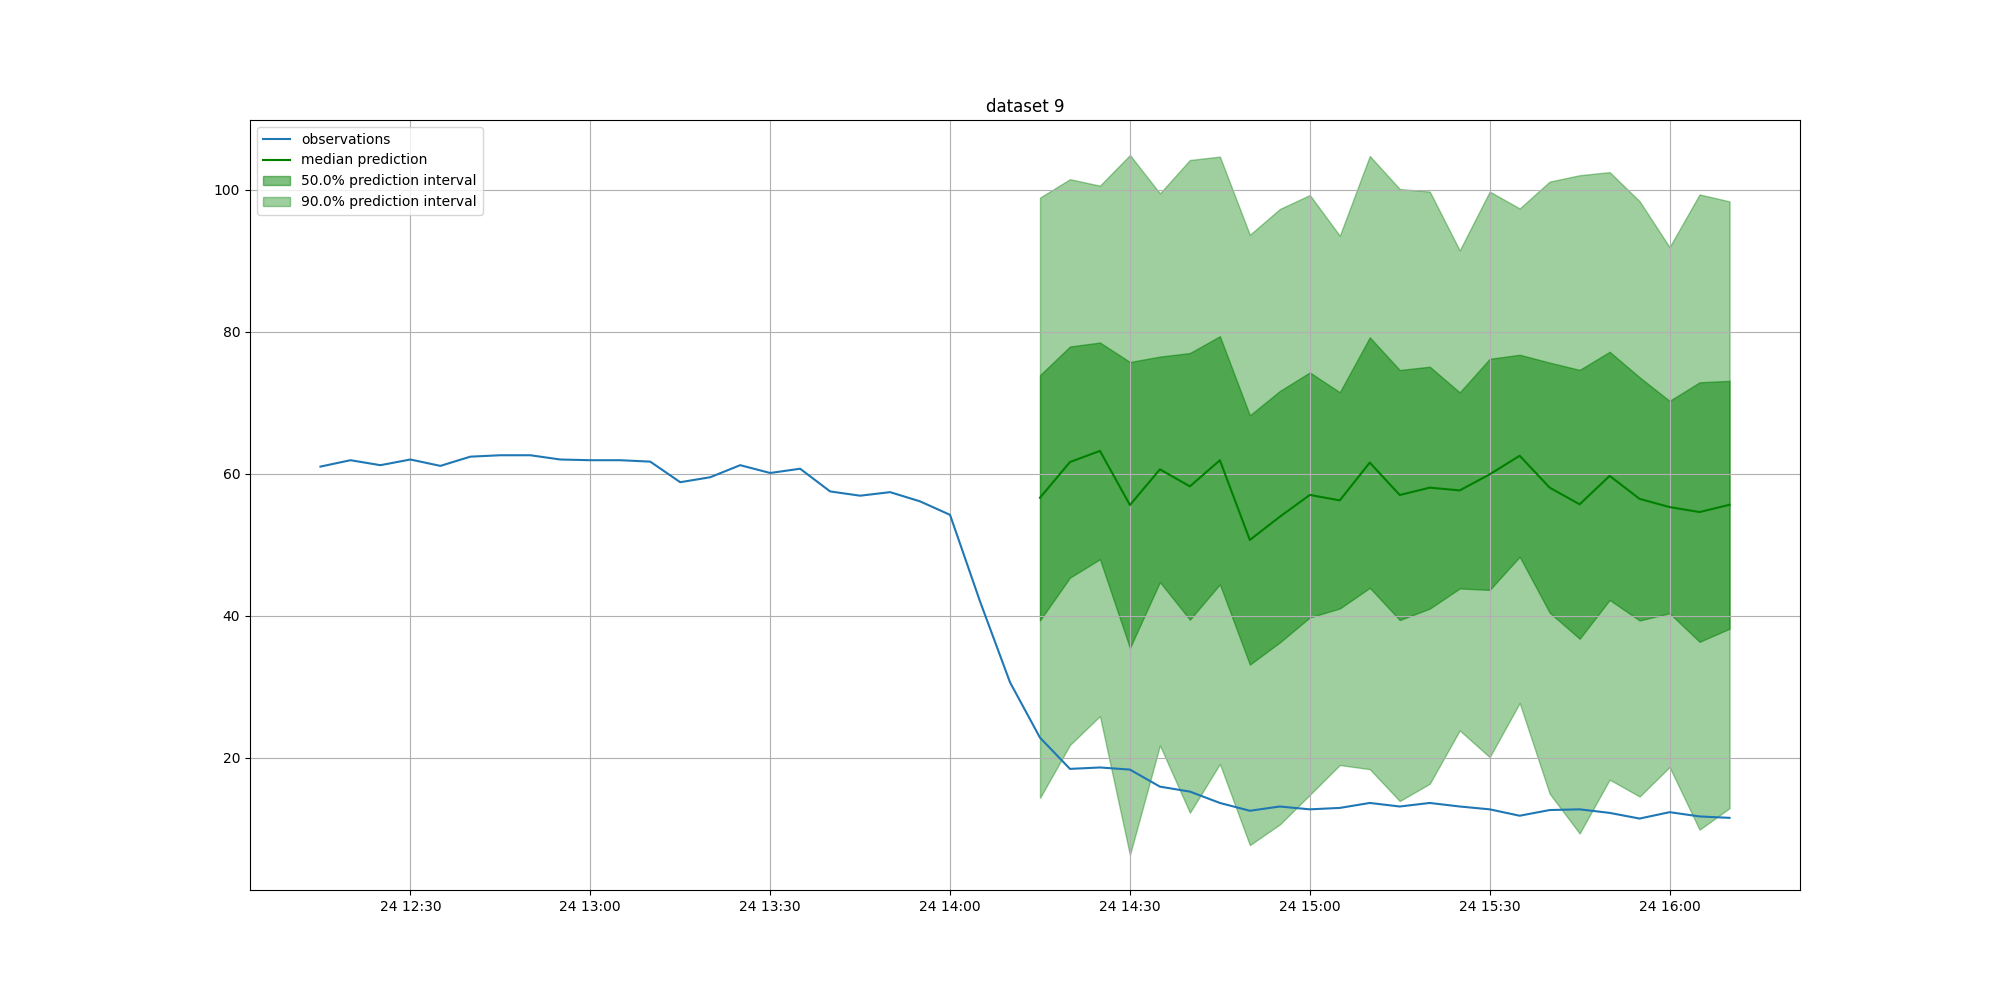 dataset 9
observations
median prediction
50.0% prediction interval
90.0% prediction interval
100
80
60
40
20
24 12:30
24 13:00
24 13:30
24 14:00
24 14:30
24 15:00
24 15:30
24 16:00